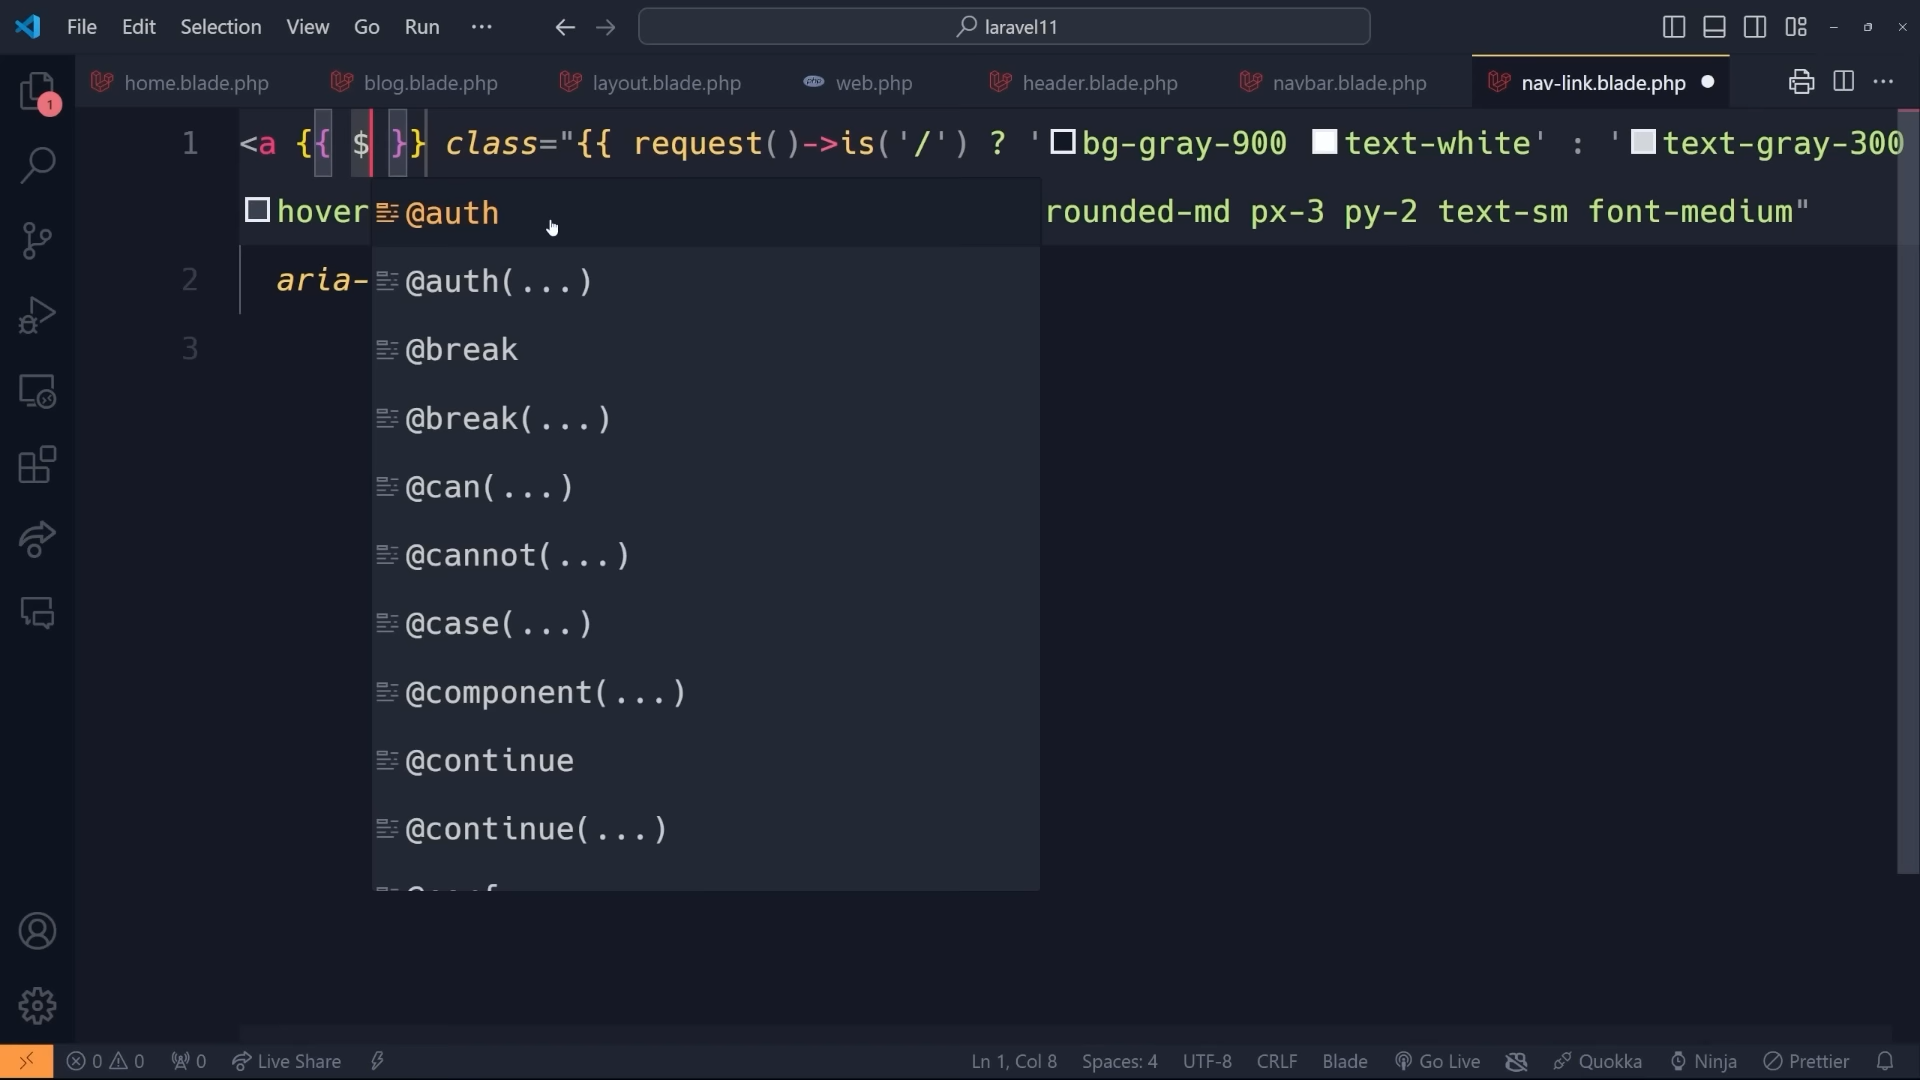 File Edit Selection View Go Run ··· laravel11
1
home.blade.php blog.blade.php layout.blade.php php web.php header.blade.php navbar.blade.php nav-link.blade.php
1 <a {{ $ }} class="{{ request()->is('/') ? 'bg-gray-900 text-white' : 'text-gray-300
hover rounded-md px-3 py-2 text-sm font-medium"
2 aria-
3
@auth
@auth(...)
@break
@break(...)
@can(...)
@cannot(...)
@case(...)
@component(...)
@continue
@continue(...)
0 0 0 Live Share Ln 1, Col 8 Spaces: 4 UTF-8 CRLF Blade Go Live Quokka Ninja Prettier